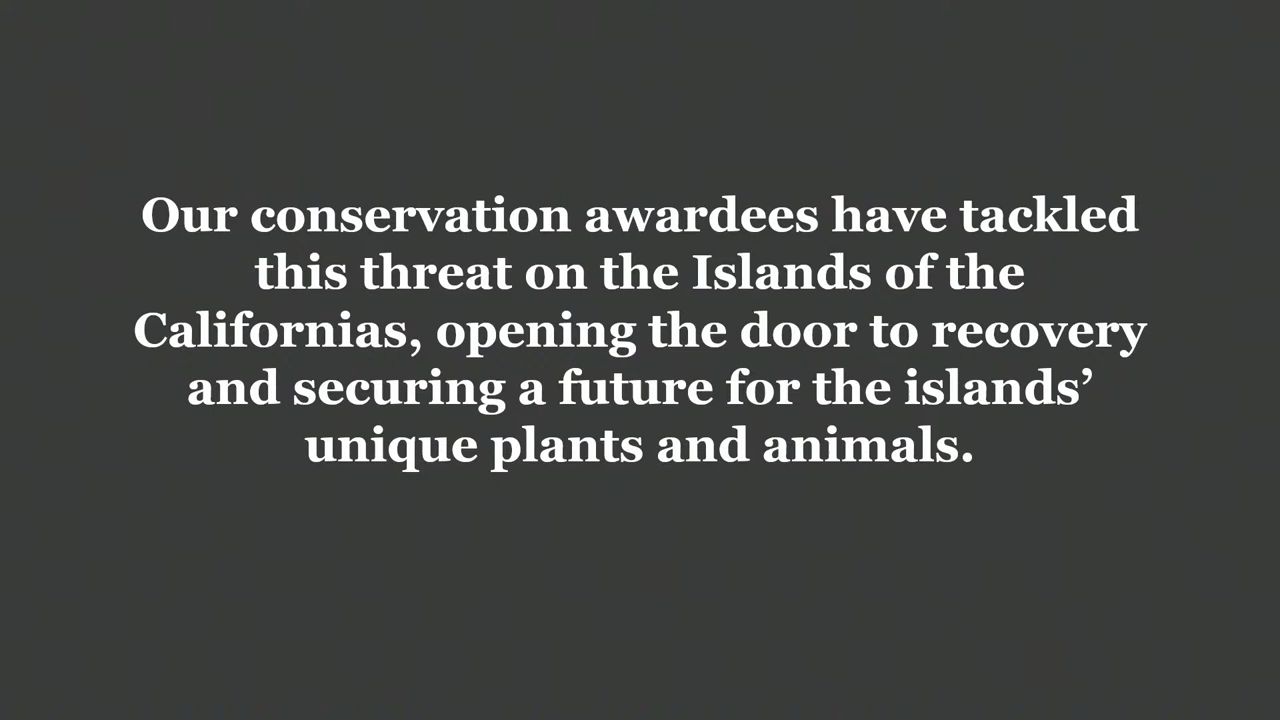 Our conservation awardees have tackled
this threat on the Islands of the
Californias, opening the door to recovery
and securing a future for the islands’
unique plants and animals.